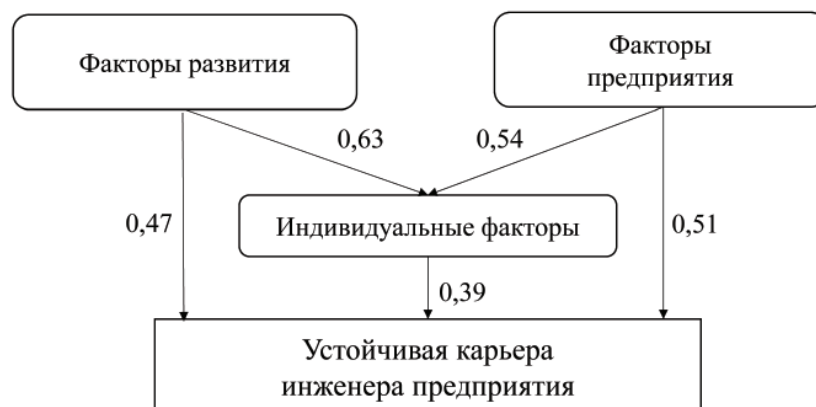 Факторы развития
Факторы
предприятия
0,63
0,54
0,47
Индивидуальные факторы
0,51
0,39
Устойчивая карьера
инженера предприятия